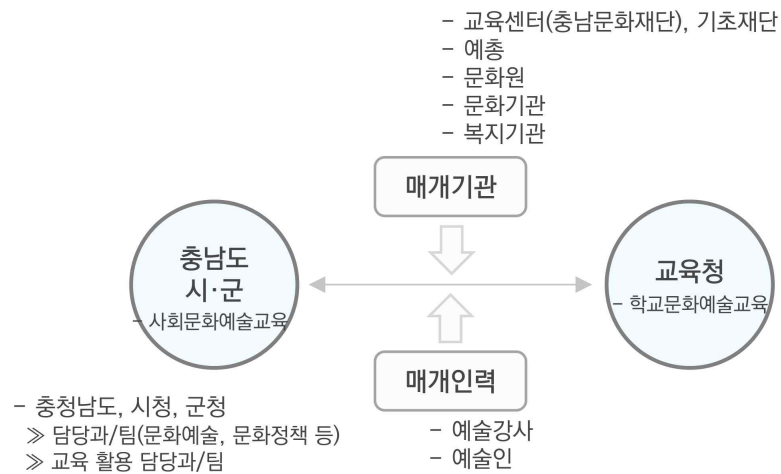 - 교육센터(충남문화재단), 기초재단
- 예총
- 문화원
- 문화기관
- 복지기관
매개기관
충남도
시·군
- 사회문화예술교육
교육청
- 학교문화예술교육
매개인력
- 충청남도, 시청, 군청
≫ 담당과/팀(문화예술, 문화정책 등)
≫ 교육 활용 담당과/팀
- 예술강사
- 예술인